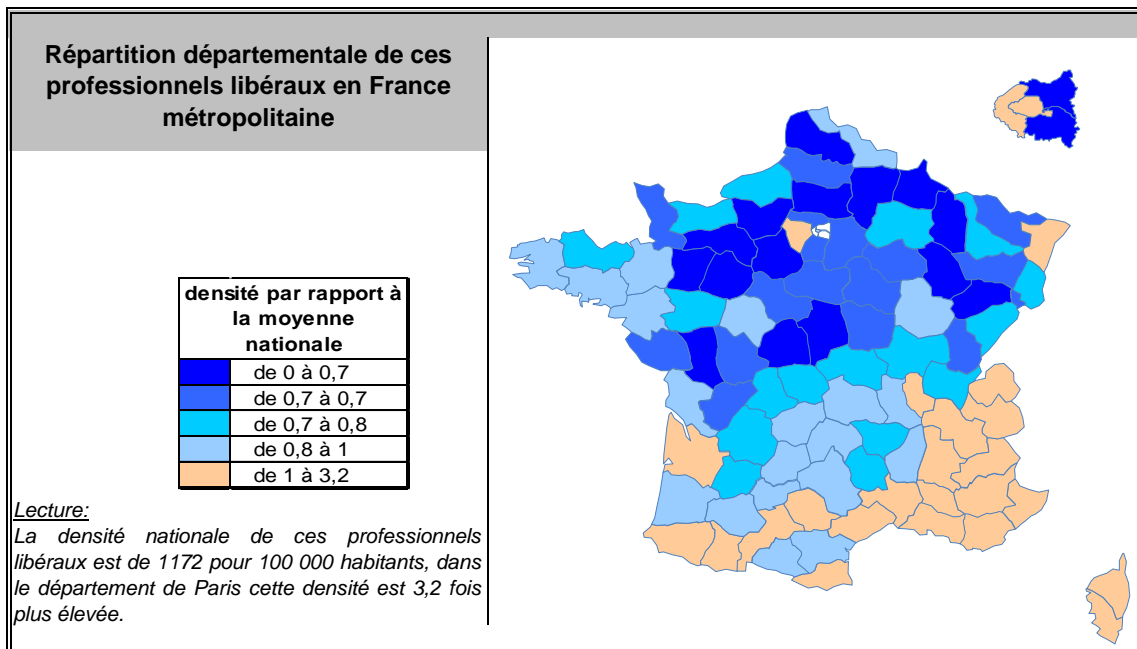 Répartition départementale de ces
professionnels libéraux en France
métropolitaine
densité par rapport à
la moyenne
nationale
de 0 à 0,7
de 0,7 à 0,7
de 0,7 à 0,8
de 0,8 à 1
de 1 à 3,2
Lecture:
La densité nationale de ces professionnels
libéraux est de 1172 pour 100 000 habitants, dans
le département de Paris cette densité est 3,2 fois
plus élevée.